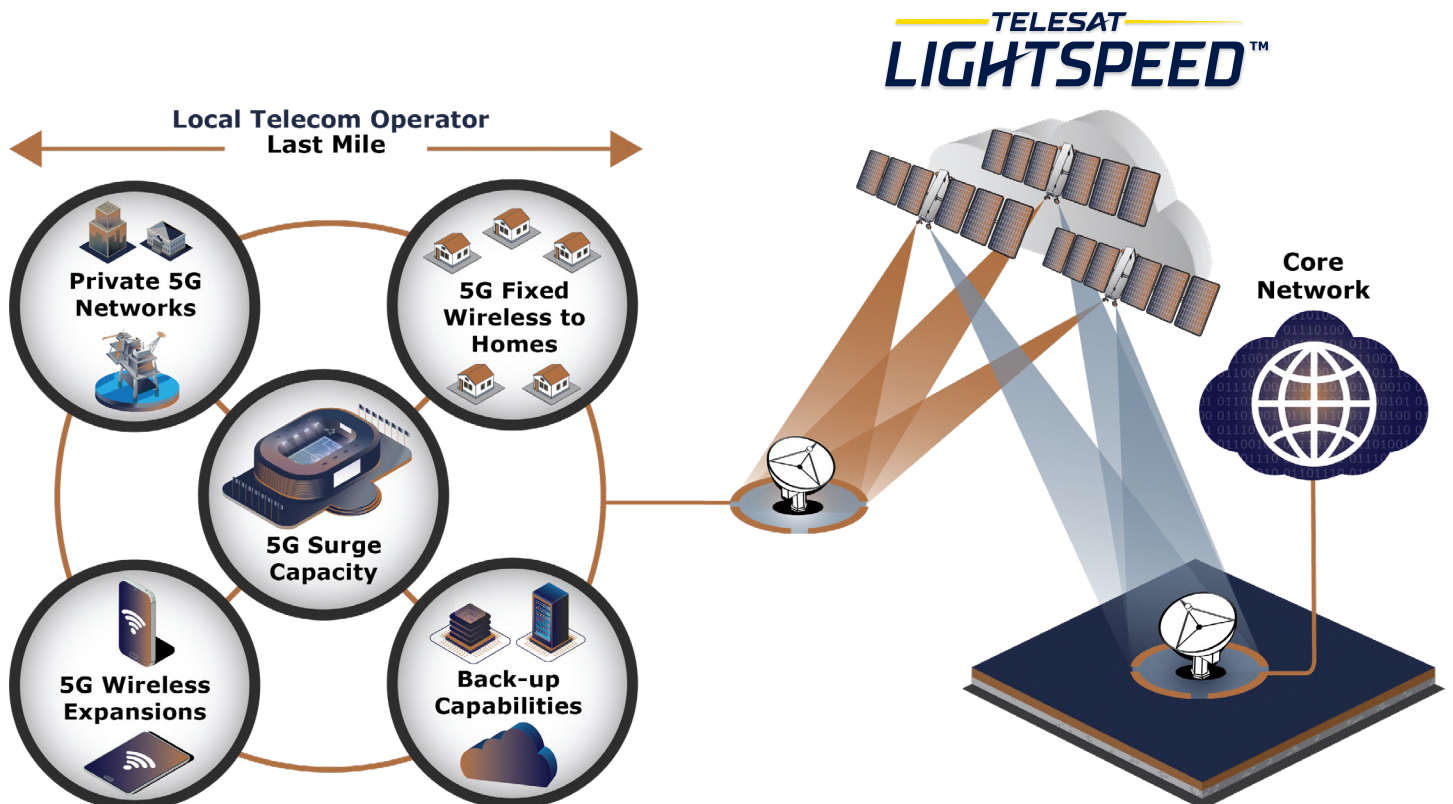 TELESAT
LIGHTSPEED™
Local Telecom Operator
Last Mile
Private 5G
Networks
5G Fixed
Wireless to
Homes
5G Surge
Capacity
5G Wireless
Expansions
Back-up
Capabilities
Core
Network